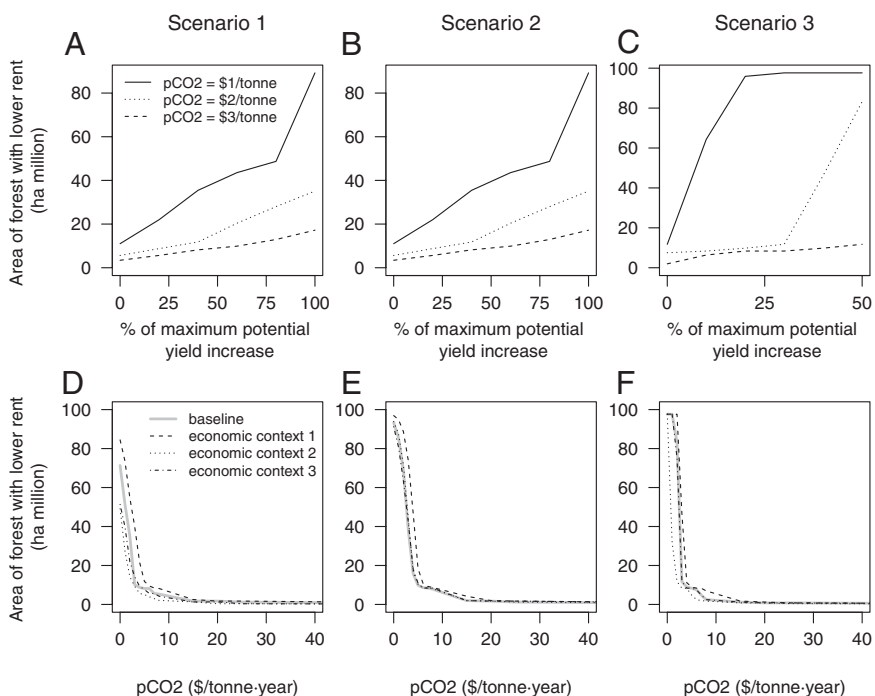 Scenario 1
Scenario 2
Scenario 3
A
B
C
Area of forest with lower rent
(ha million)
80
60
40
20
0
pCO2 = $1/tonne
pCO2 = $2/tonne
pCO2 = $3/tonne
0 25 50 75 100
% of maximum potential
yield increase
80
60
40
20
0
0 25 50 75 100
% of maximum potential
yield increase
100
80
60
40
20
0
0 25 50
% of maximum potential
yield increase
D
E
F
Area of forest with lower rent
(ha million)
100
80
60
40
20
0
baseline
economic context 1
economic context 2
economic context 3
0 10 20 30 40
pCO2 ($/tonne·year)
100
80
60
40
20
0
0 10 20 30 40
pCO2 ($/tonne·year)
100
80
60
40
20
0
0 10 20 30 40
pCO2 ($/tonne·year)